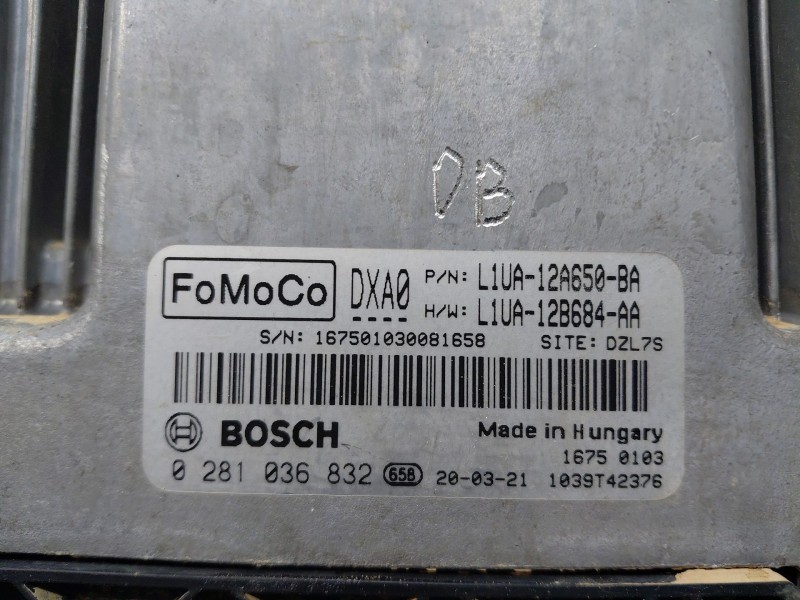 DB
FoMoCo DXA0 P/N: L1UA-12A650-BA
H/W: L1UA-12B684-AA
S/N: 167501030081658 SITE: DZL7S
BOSCH Made in Hungary
1675 0103
0 281 036 832 658 20-03-21 1039T42376